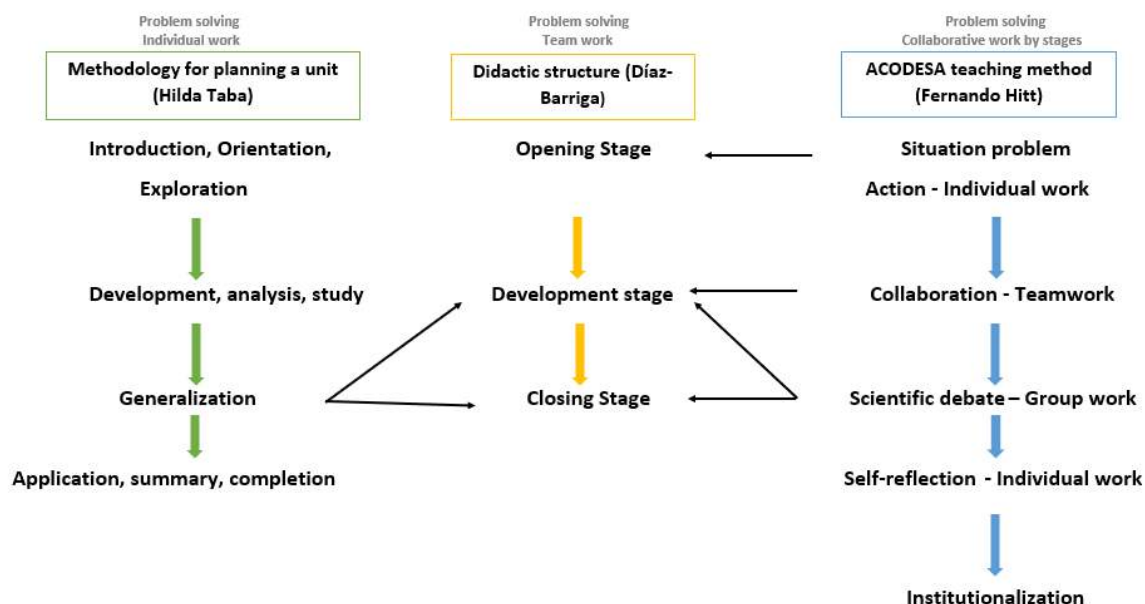 Problem solving
Individual work
Methodology for planning a unit
(Hilda Taba)
Introduction, Orientation,
Exploration
Development, analysis, study
Generalization
Application, summary, completion
Problem solving
Team work
Didactic structure (Díaz-
Barriga)
Opening Stage
Development stage
Closing Stage
Problem solving
Collaborative work by stages
ACODESA teaching method
(Fernando Hitt)
Situation problem
Action - Individual work
Collaboration - Teamwork
Scientific debate – Group work
Self-reflection - Individual work
Institutionalization